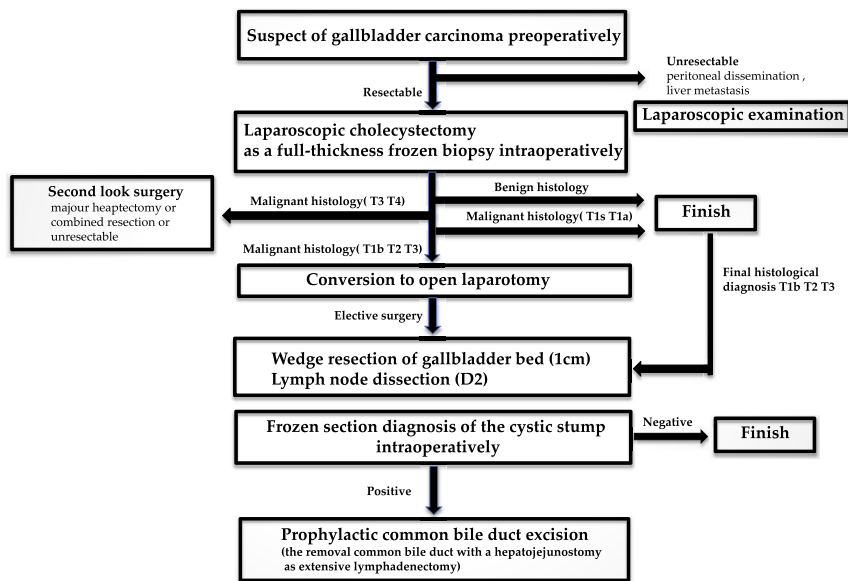 Suspect of gallbladder carcinoma preoperatively
Unresectable
peritoneal dissemination ,
liver metastasis
Resectable
Laparoscopic examination
Laparoscopic cholecystectomy
as a full-thickness frozen biopsy intraoperatively
Second look surgery
majour heaptectomy or
combined resection or
unresectable
Malignant histology( T3 T4)
Benign histology
Malignant histology( T1s T1a)
Finish
Malignant histology( T1b T2 T3)
Conversion to open laparotomy
Final histological
diagnosis T1b T2 T3
Elective surgery
Wedge resection of gallbladder bed (1cm)
Lymph node dissection (D2)
Frozen section diagnosis of the cystic stump
intraoperatively
Negative
Finish
Positive
Prophylactic common bile duct excision
(the removal common bile duct with a hepatojejunostomy
as extensive lymphadenectomy)